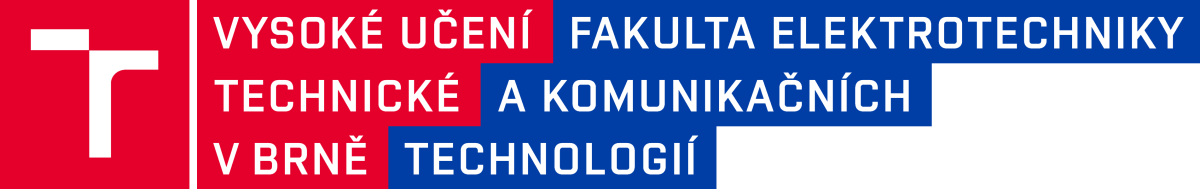 VYSOKÉ UČENÍ FAKULTA ELEKTROTECHNIKY
TECHNICKÉ A KOMUNIKAČNÍCH
V BRNĚ TECHNOLOGIÍ